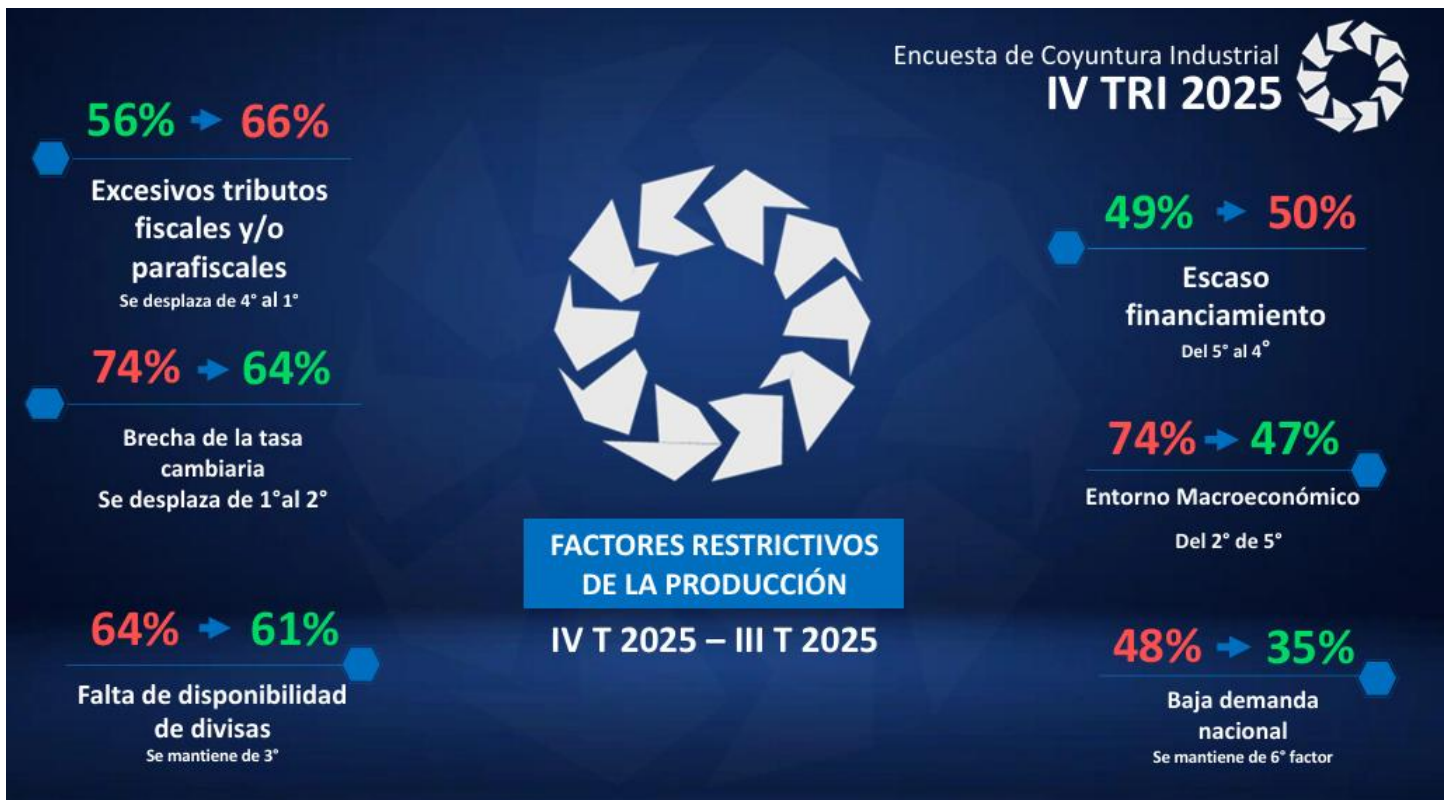 Encuesta de Coyuntura Industrial
IV TRI 2025
56% 66%
Excesivos tributos
fiscales y/o
parafiscales
Se desplaza de 4° al 1°
74% 64%
Brecha de la tasa
cambiaria
Se desplaza de 1°al 2°
64% 61%
Falta de disponibilidad
de divisas
Se mantiene de 3°
FACTORES RESTRICTIVOS
DE LA PRODUCCIÓN
IV T 2025 – III T 2025
49% 50%
Escaso
financiamiento
Del 5° al 4°
74% 47%
Entorno Macroeconómico
Del 2° de 5°
48% 35%
Baja demanda
nacional
Se mantiene de 6° factor